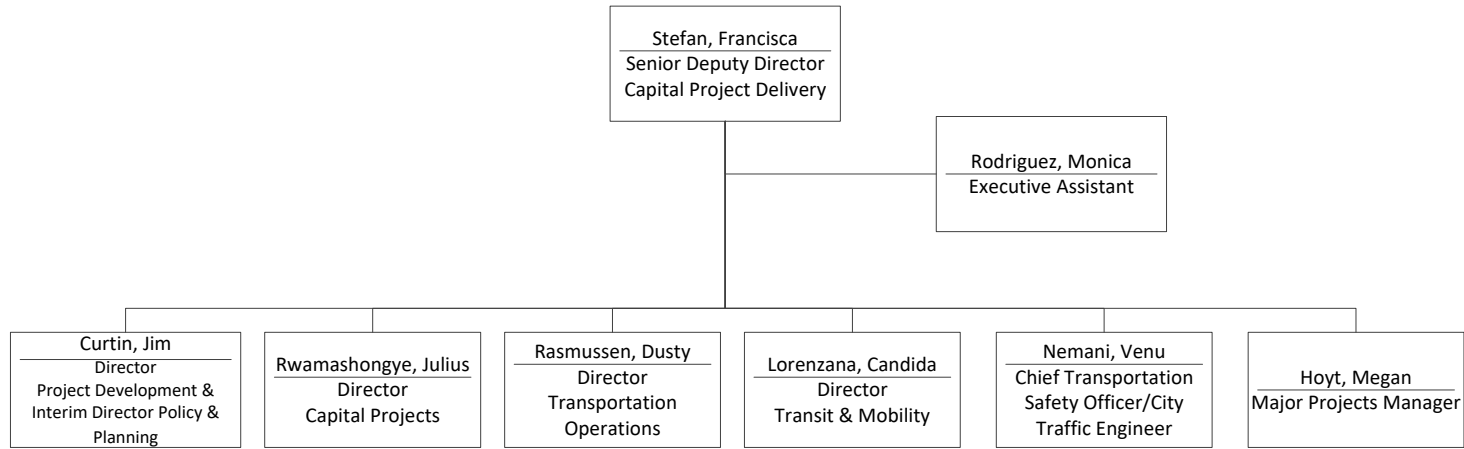 Stefan, Francisca
Senior Deputy Director
Capital Project Delivery
Rodriguez, Monica
Executive Assistant
Curtin, Jim
Director
Project Development &
Interim Director Policy &
Planning
Rwamashongye, Julius
Director
Capital Projects
Rasmussen, Dusty
Director
Transportation
Operations
Lorenzana, Candida
Director
Transit & Mobility
Nemani, Venu
Chief Transportation
Safety Officer/City
Traffic Engineer
Hoyt, Megan
Major Projects Manager